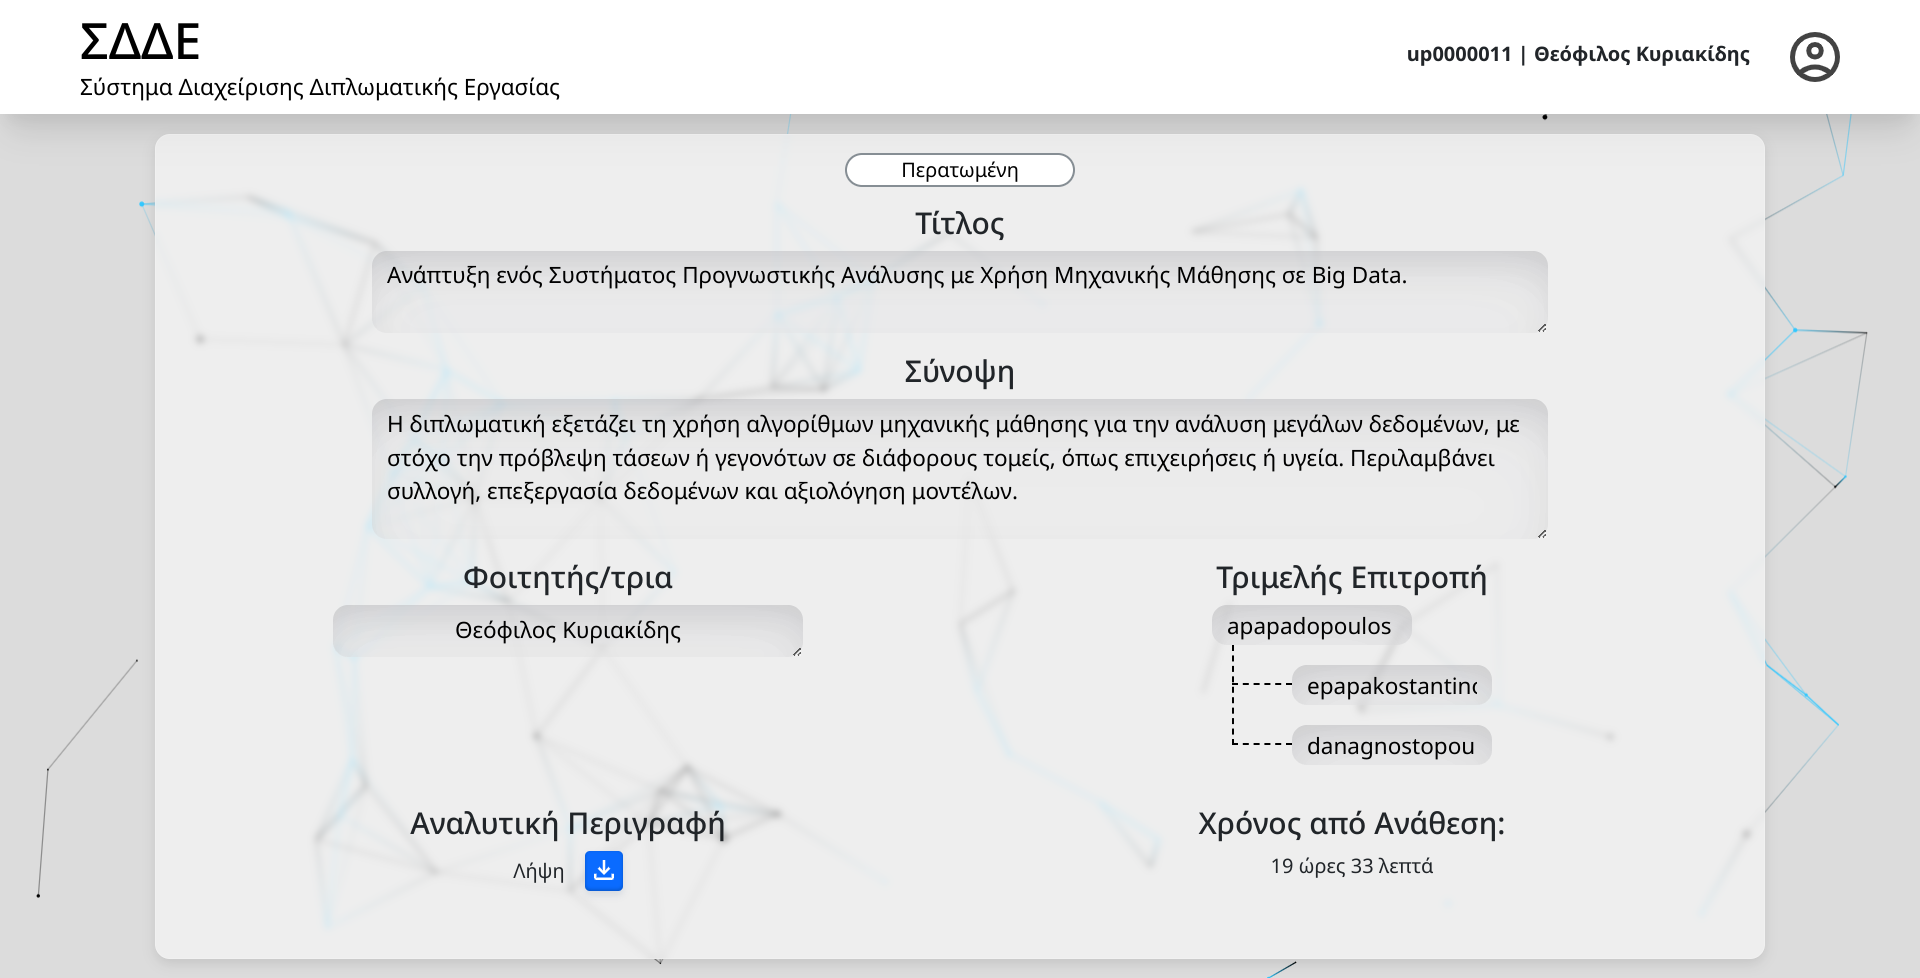 ΣΔΔΕ
Σύστημα Διαχείρισης Διπλωματικής Εργασίας
up0000011 | Θεόφιλος Κυριακίδης
Περατωμένη
Τίτλος
Ανάπτυξη ενός Συστήματος Προγνωστικής Ανάλυσης με Χρήση Μηχανικής Μάθησης σε Big Data.
Σύνοψη
Η διπλωματική εξετάζει τη χρήση αλγορίθμων μηχανικής μάθησης για την ανάλυση μεγάλων δεδομένων, με
στόχο την πρόβλεψη τάσεων ή γεγονότων σε διάφορους τομείς, όπως επιχειρήσεις ή υγεία. Περιλαμβάνει
συλλογή, επεξεργασία δεδομένων και αξιολόγηση μοντέλων.
Φοιτητής/τρια
Θεόφιλος Κυριακίδης
Τριμελής Επιτροπή
apapadopoulos
epapakostantino
danagnostopou
Αναλυτική Περιγραφή
Λήψη
Χρόνος από Ανάθεση:
19 ώρες 33 λεπτά